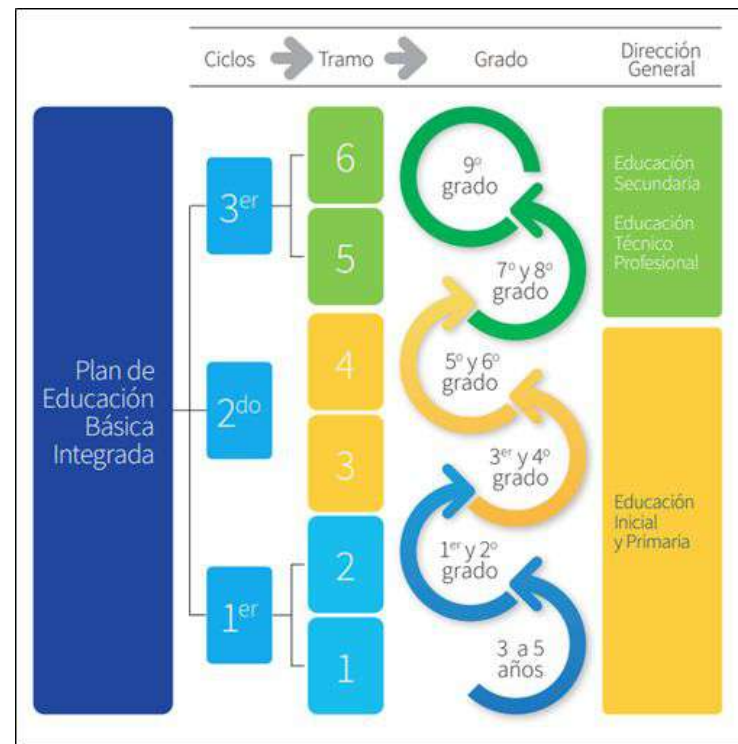 Ciclos
Tramo
Grado
Dirección
General
Plan de
Educación
Básica
Integrada
3er
2do
1er
6
5
4
3
2
1
9º
grado
7º y 8º
grado
5º y 6º
grado
3er y 4º
grado
1er y 2º
grado
3 a 5
años
Educación
Secundaria
Educación
Técnico
Profesional
Educación
Inicial
y Primaria